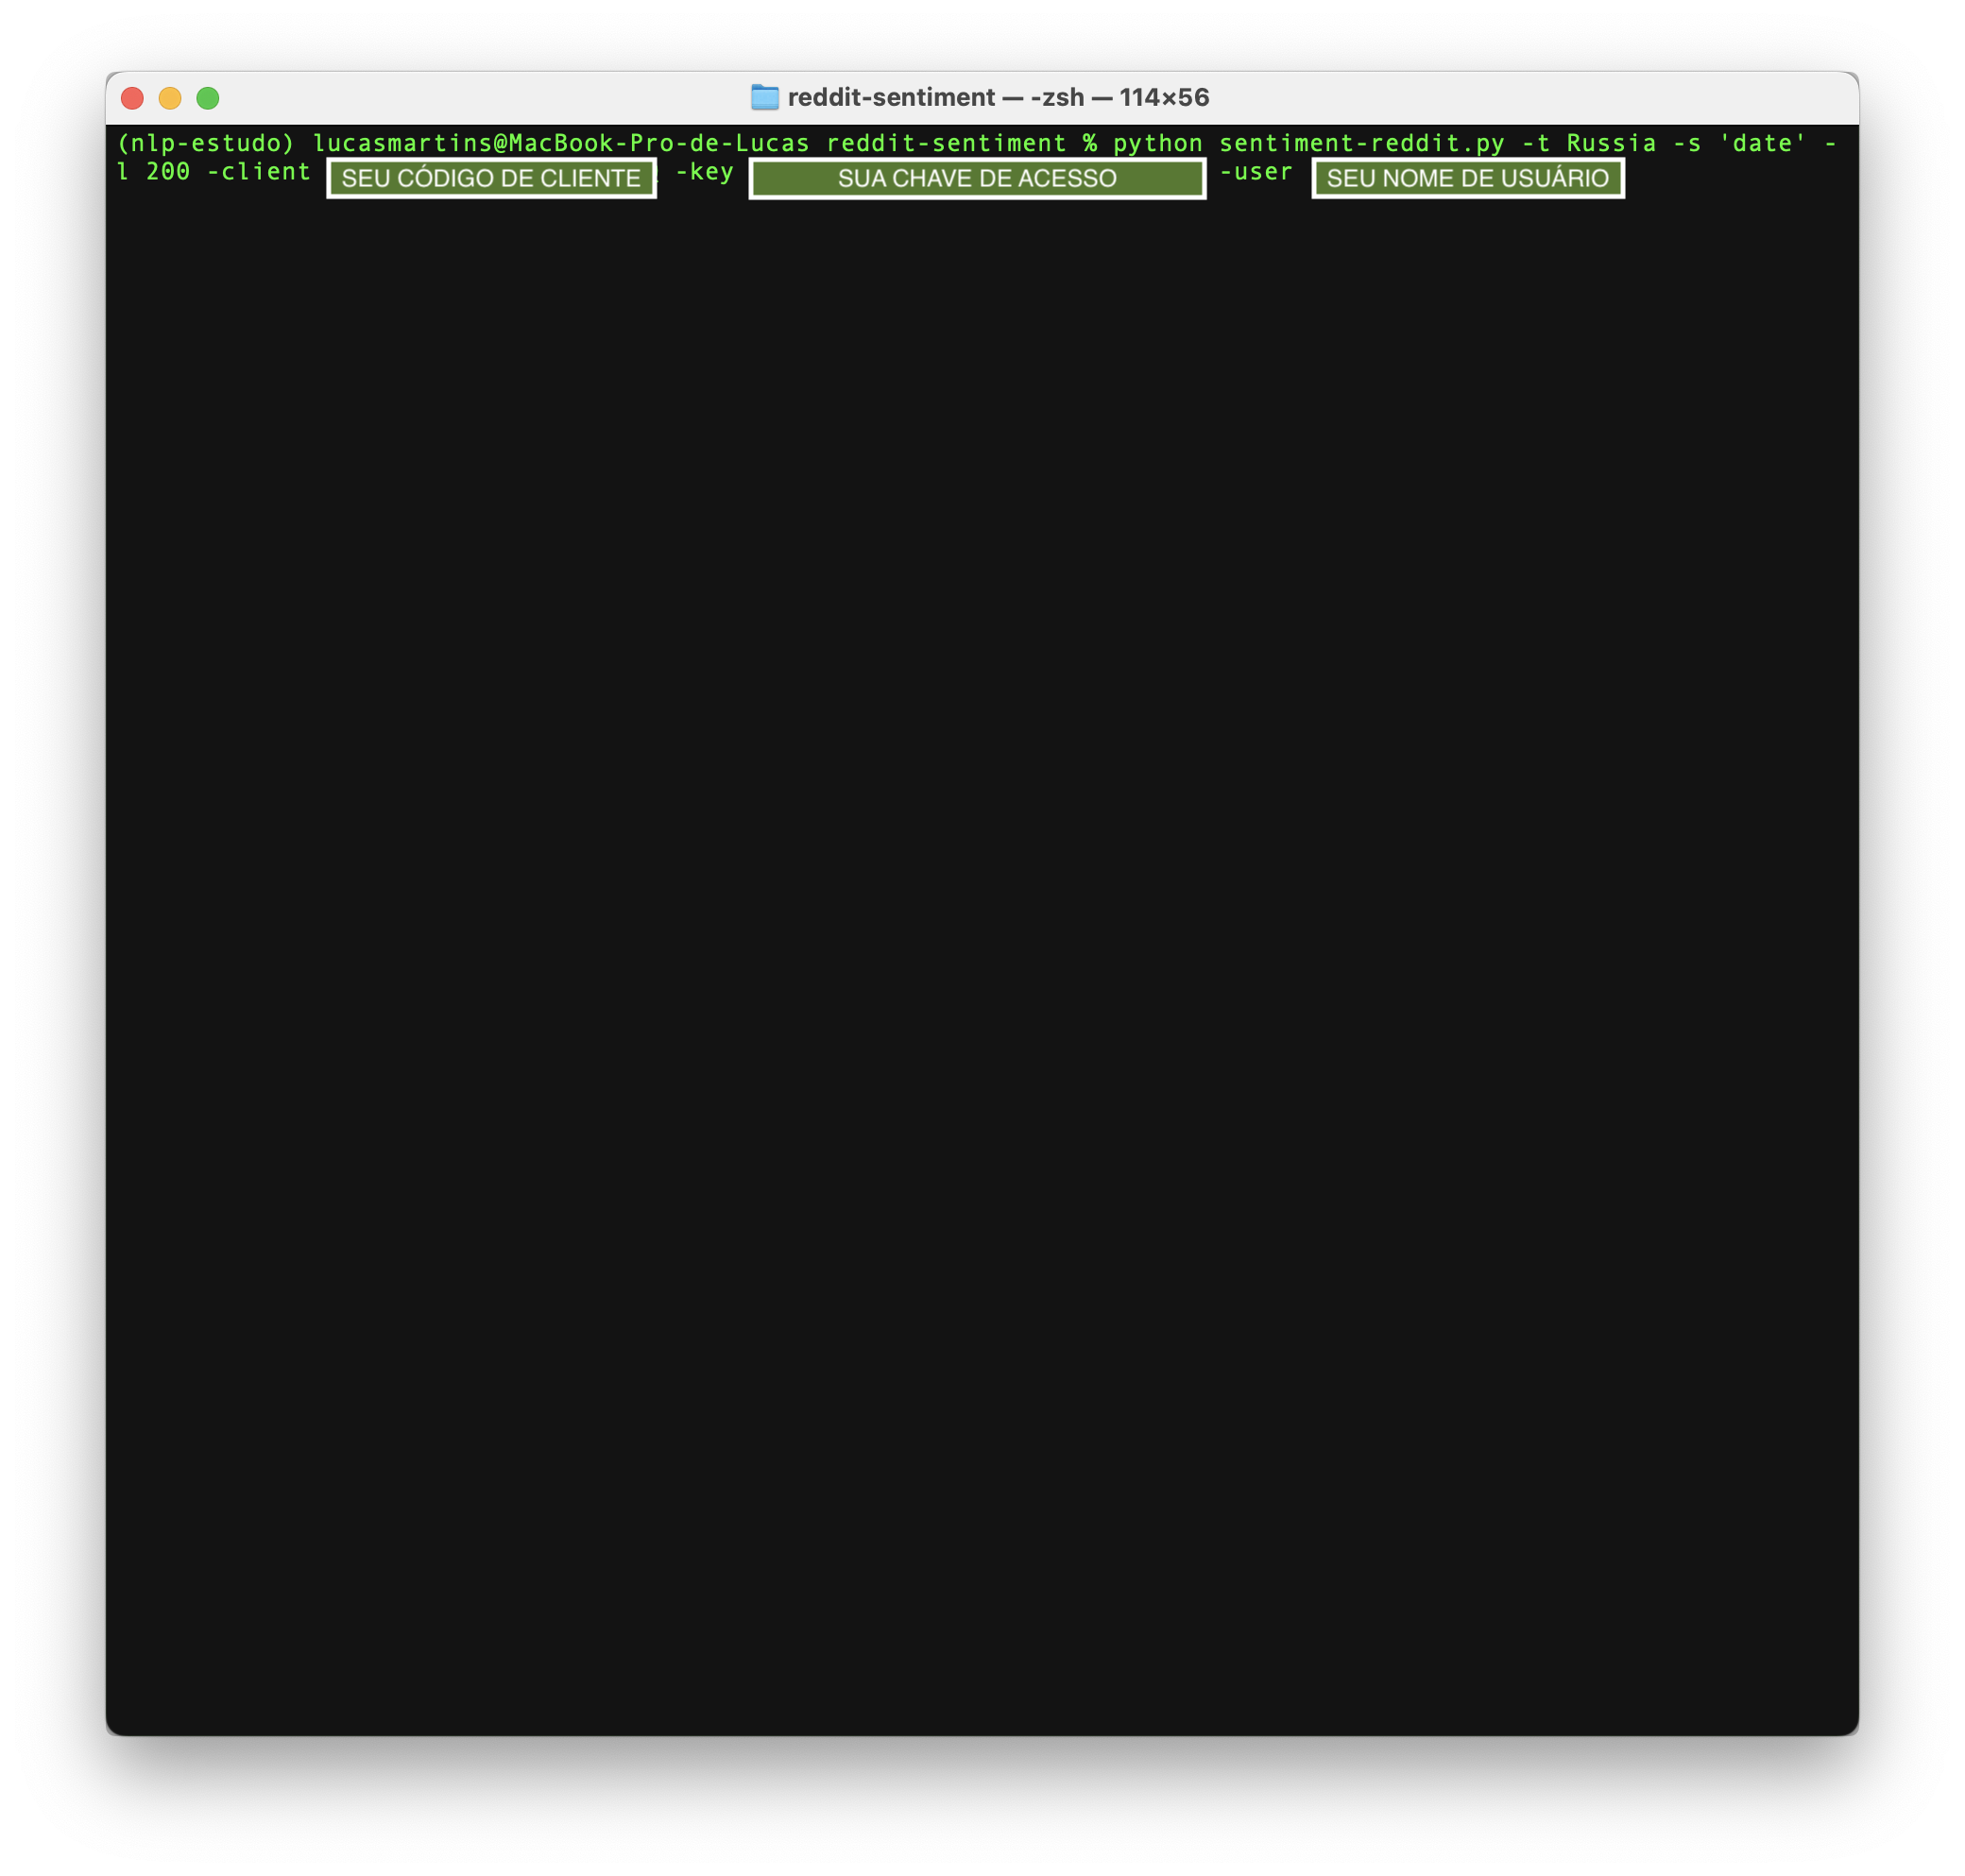 reddit-sentiment — -zsh — 114×56
(nlp-estudo) lucasmartins@MacBook-Pro-de-Lucas reddit-sentiment % python sentiment-reddit.py -t Russia -s 'date' -
l 200 -client SEU CÓDIGO DE CLIENTE -key SUA CHAVE DE ACESSO -user SEU NOME DE USUÁRIO